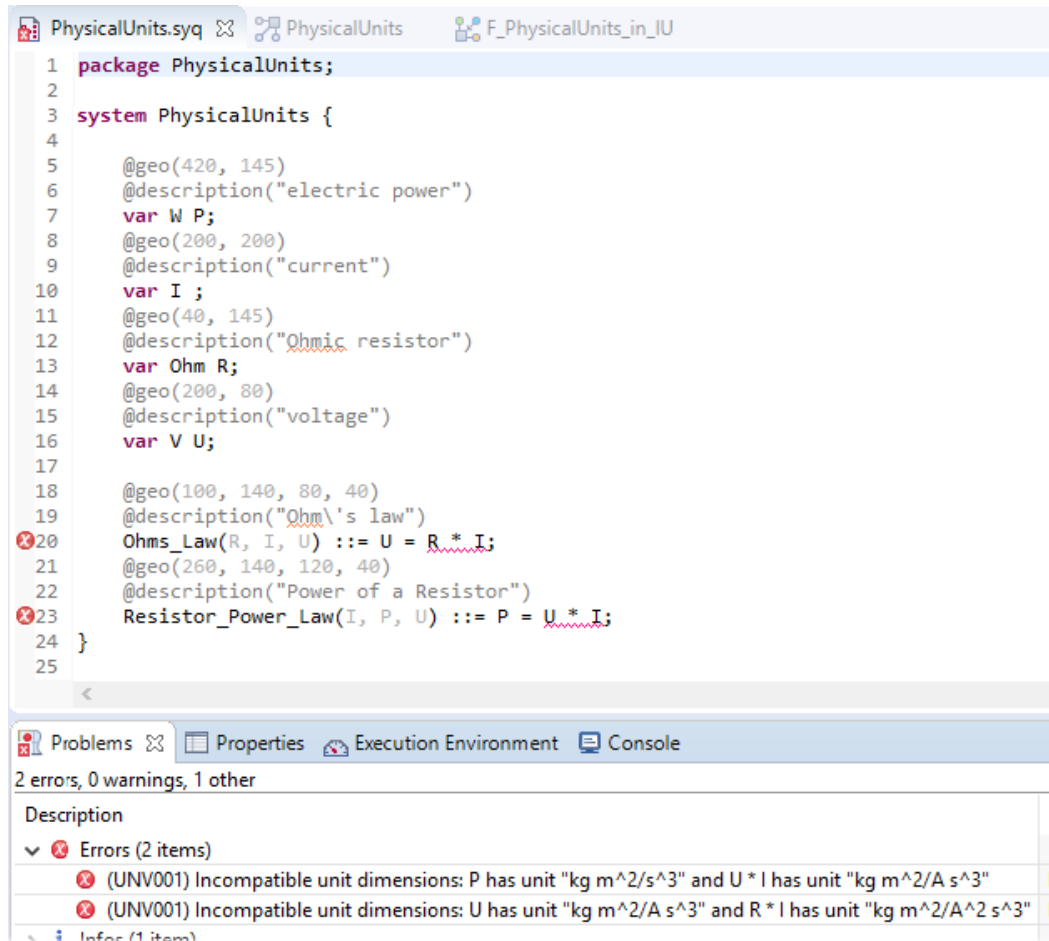 PhysicalUnits.syq PhysicalUnits F_PhysicalUnits_in_IU
1 package PhysicalUnits;
2
3 system PhysicalUnits {
4
5 @geo(420, 145)
6 @description("electric power")
7 var W P;
8 @geo(200, 200)
9 @description("current")
10 var I ;
11 @geo(40, 145)
12 @description("Ohmic resistor")
13 var Ohm R;
14 @geo(200, 80)
15 @description("voltage")
16 var V U;
17
18 @geo(100, 140, 80, 40)
19 @description("Ohm\'s law")
20 Ohms_Law(R, I, U) ::= U = R * I;
21 @geo(260, 140, 120, 40)
22 @description("Power of a Resistor")
23 Resistor_Power_Law(I, P, U) ::= P = U * I;
24 }
25
Problems Properties Execution Environment Console
2 errors, 0 warnings, 1 other
Description
Errors (2 items)
(UNV001) Incompatible unit dimensions: P has unit "kg m^2/s^3" and U * I has unit "kg m^2/A s^3"
(UNV001) Incompatible unit dimensions: U has unit "kg m^2/A s^3" and R * I has unit "kg m^2/A^2 s^3"
Infos (1 item)